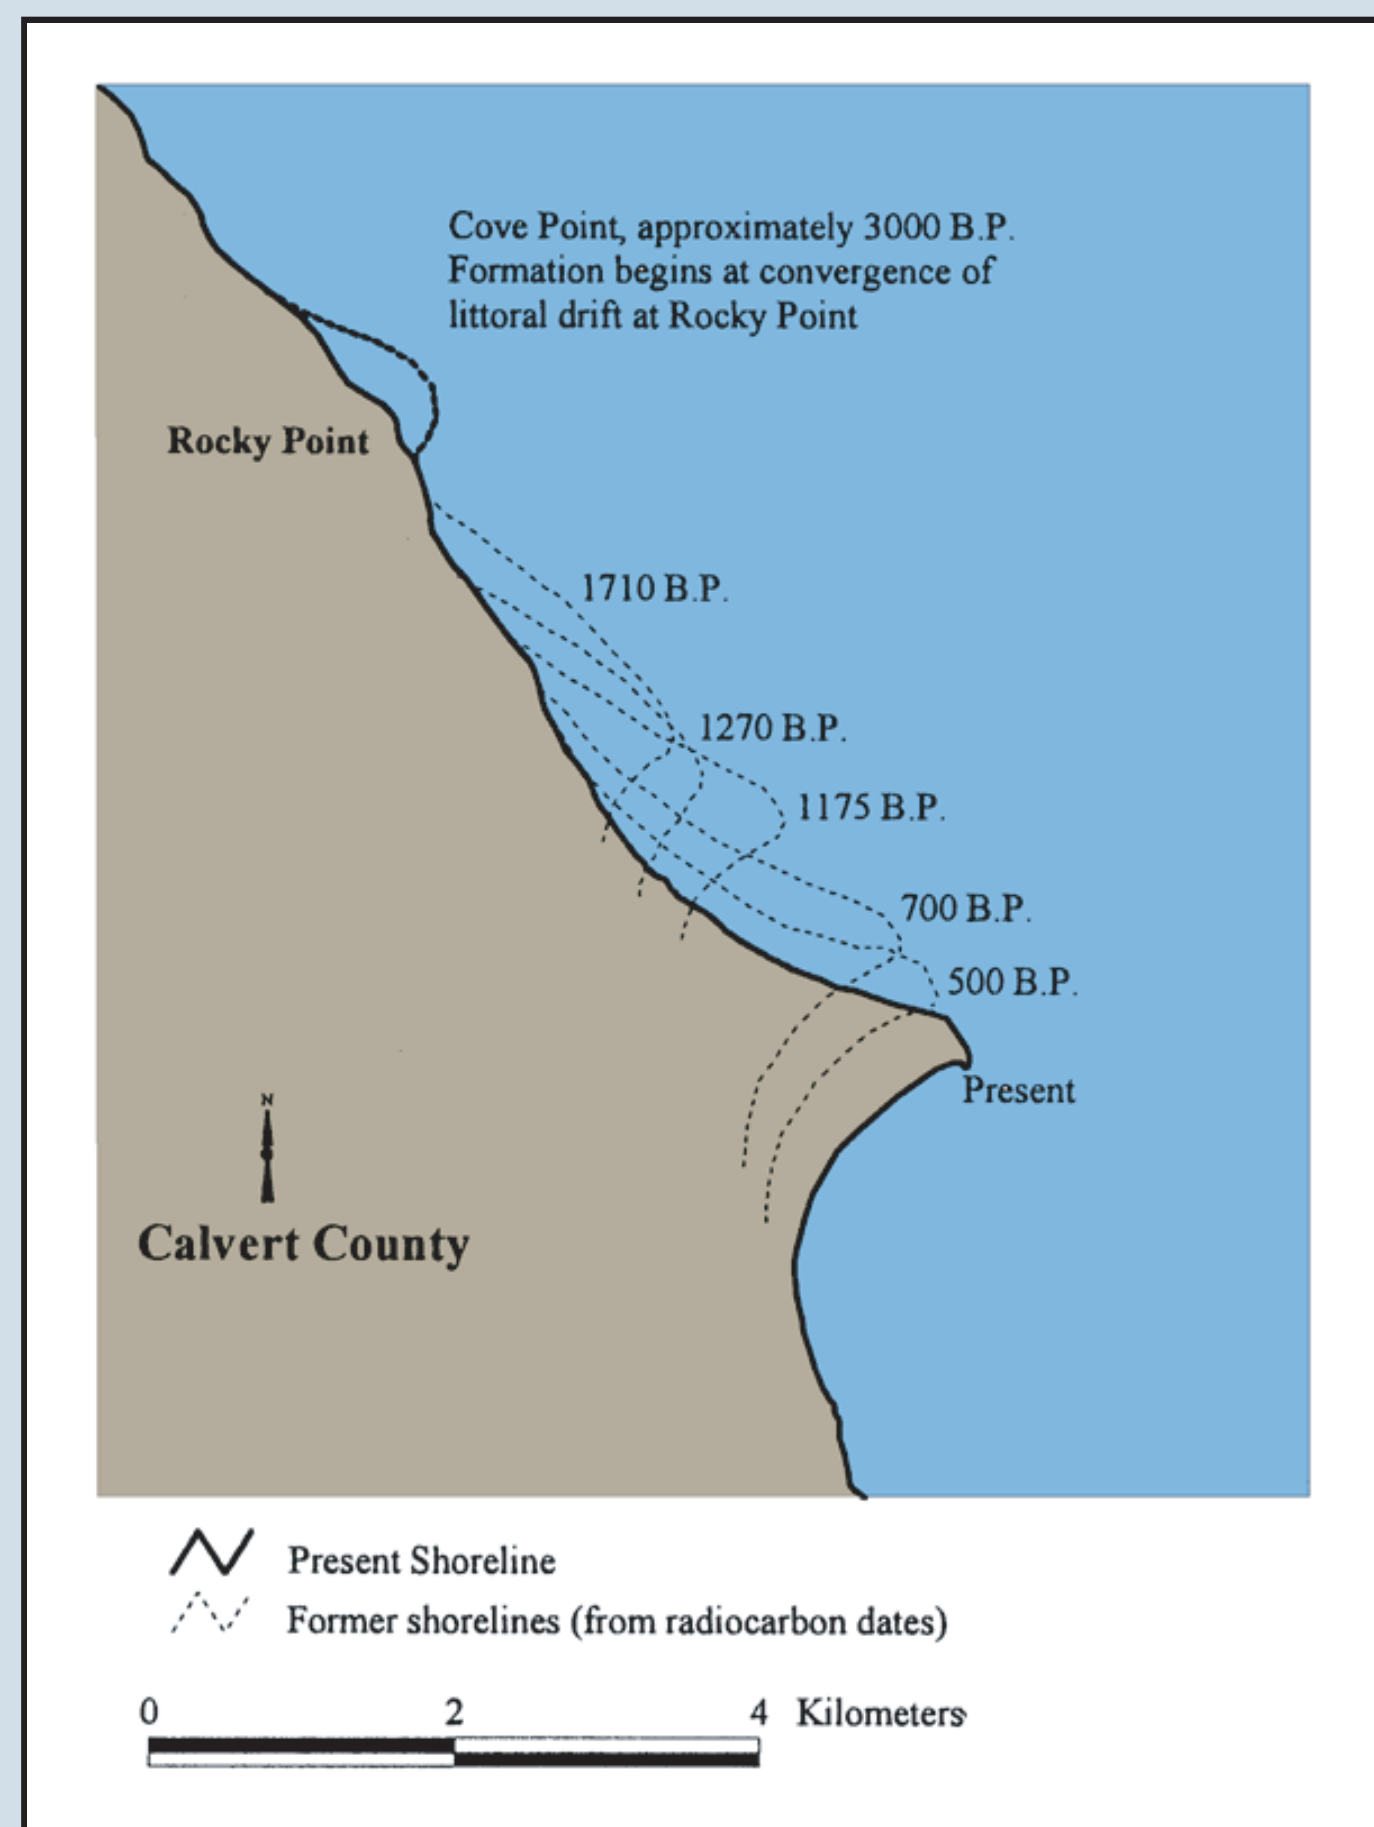 Cove Point, approximately 3000 B.P.
Formation begins at convergence of
littoral drift at Rocky Point
Rocky Point
1710 B.P.
1270 B.P.
1175 B.P.
700 B.P.
500 B.P.
Present
N
Calvert County
Present Shoreline
Former shorelines (from radiocarbon dates)
0 2 4 Kilometers